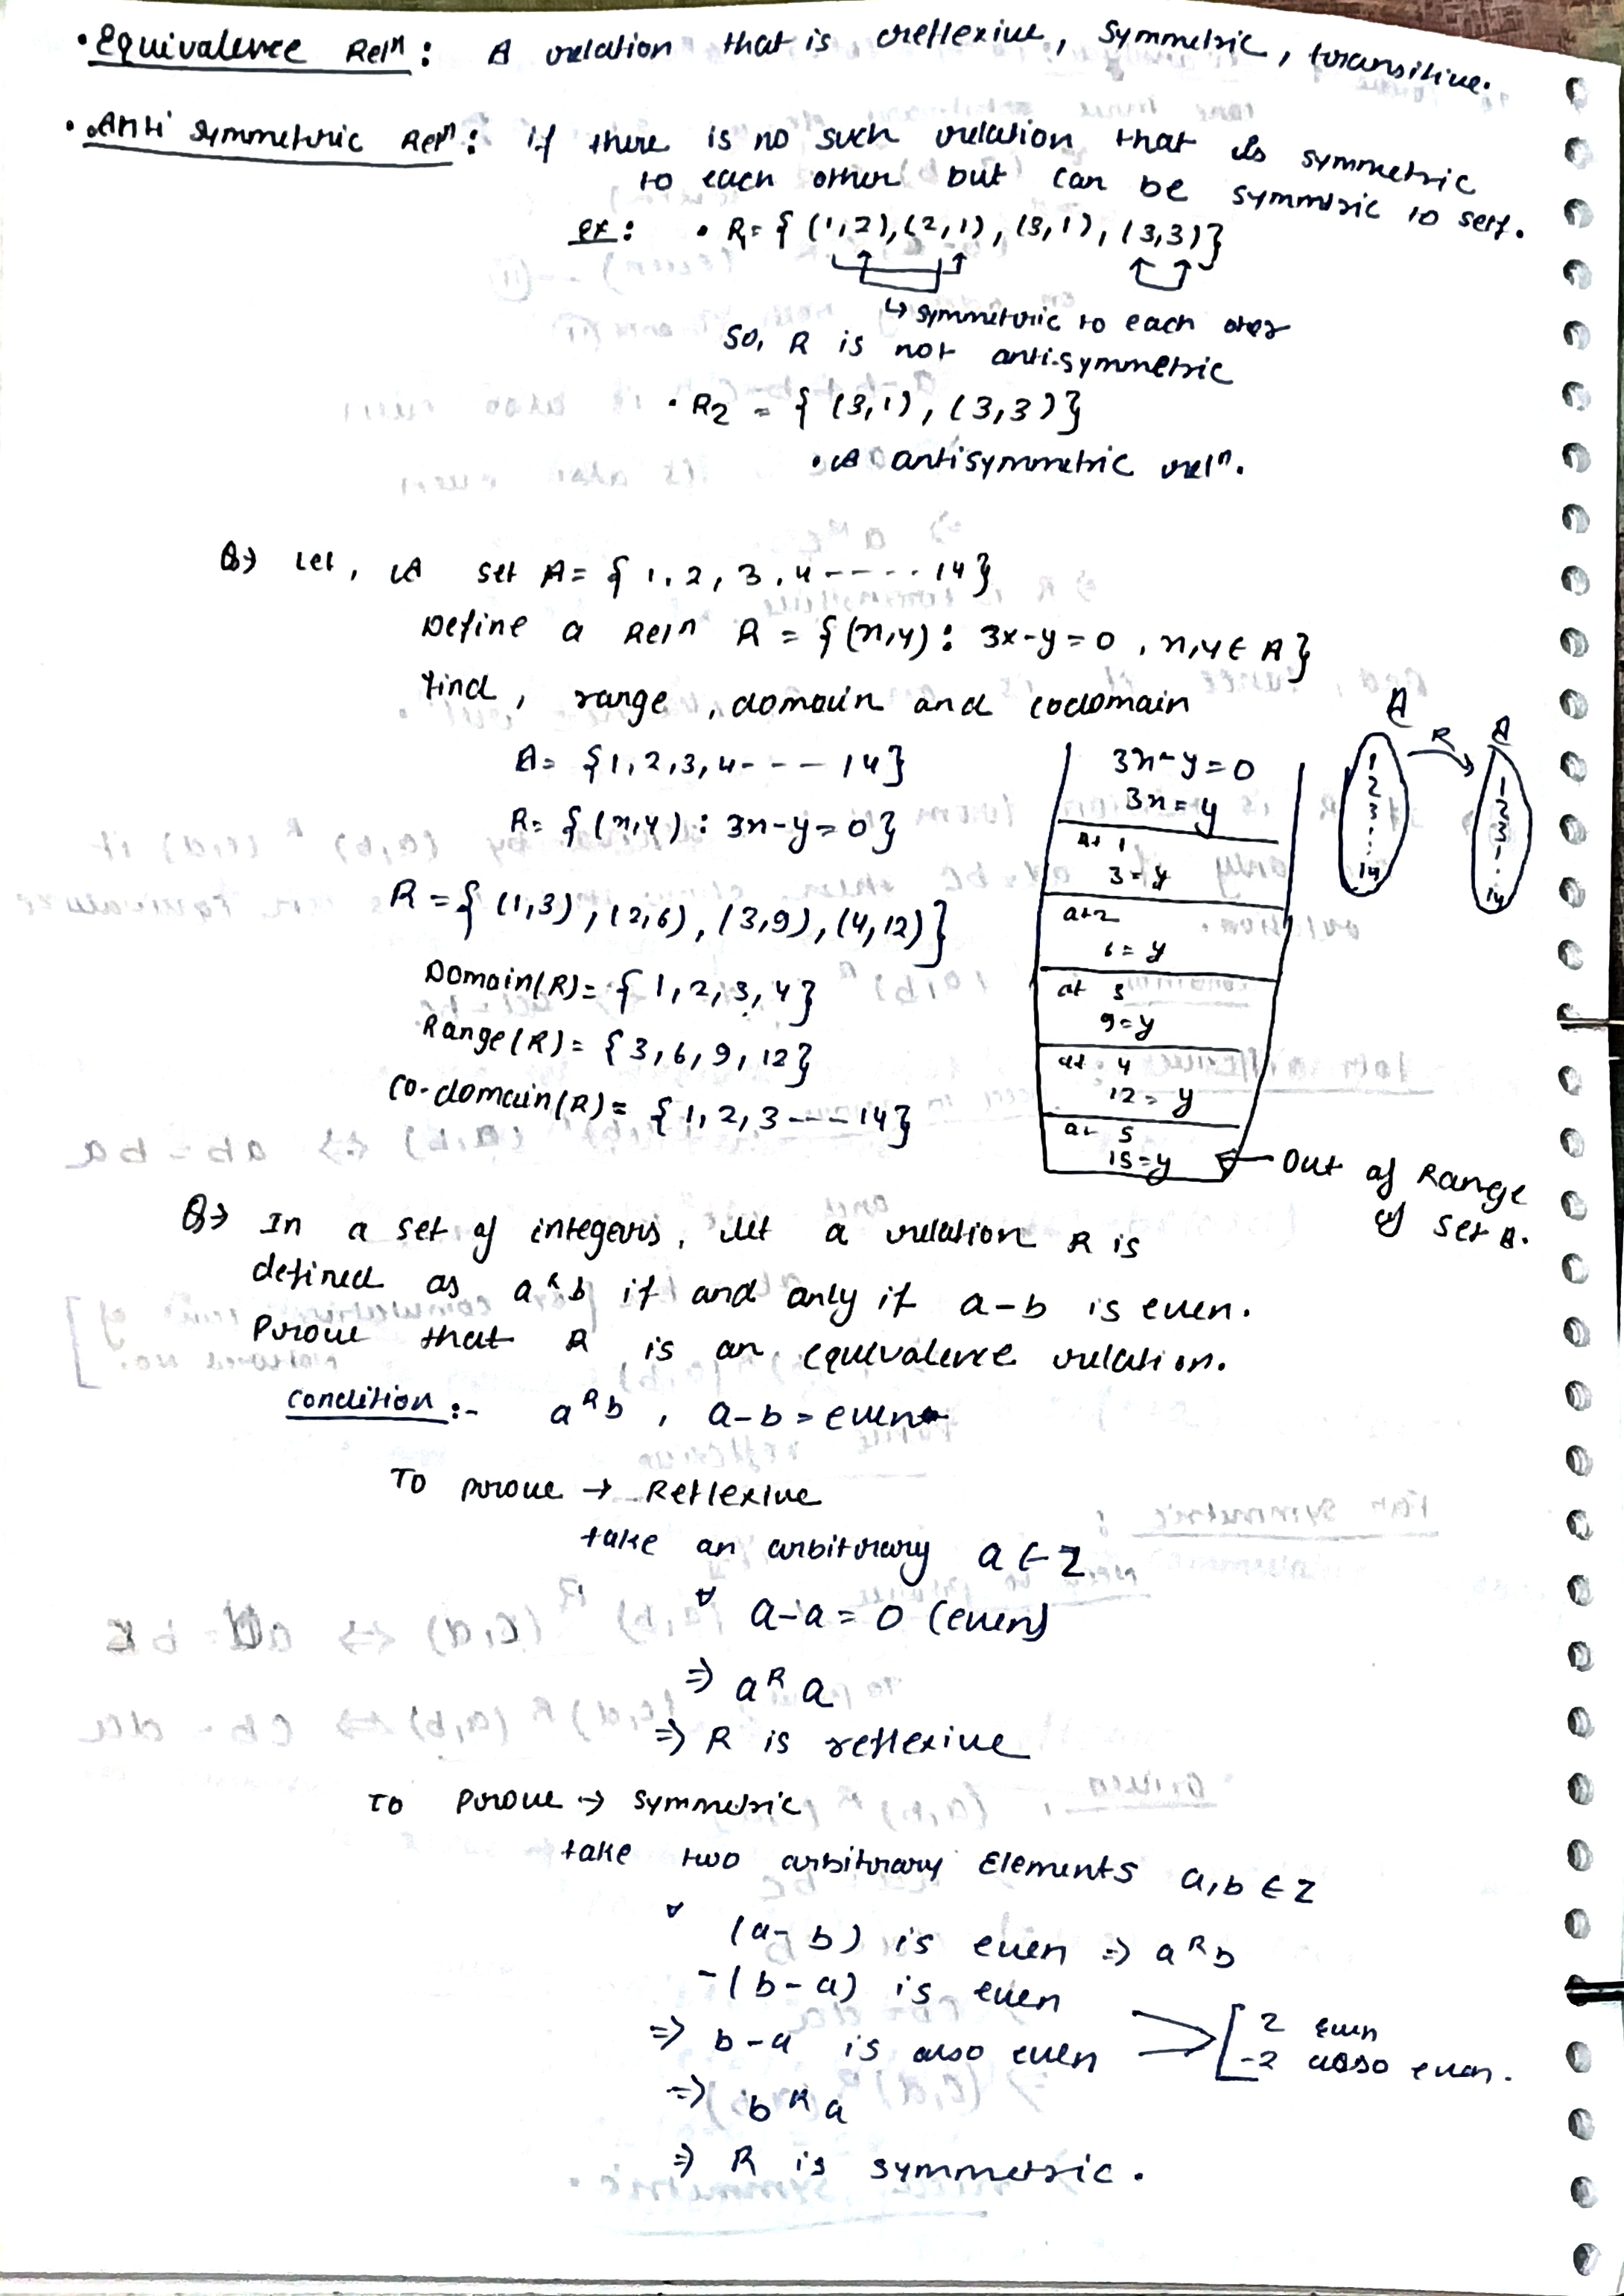 • Equivalence Relⁿ : A relation that is reflexive, symmetric, transitive.
• Anti symmetric Relⁿ : if there is no such relation that is symmetric
to each other but can be symmtric to self.
ex : • R₁= { (1,2), (2,1), (3,1), (3,3)}
↳ symmetric to each other
So, R is not antisymmetric
• R₂ = { (3,1), (3,3)}
• A antisymmetric relⁿ.
Q→ Let, A set A= { 1, 2, 3, 4 ----- 14}
Define a Relⁿ R = {(x,y) : 3x-y=0, x,y ∈ A}
find, range, domain and codomain
A= {1,2,3,4- - - 14}
R= {(x,y) : 3x-y=0}
R = { (1,3), (2,6), (3,9), (4,12)}
Domain(R)= { 1,2,3,4}
Range(R)= {3,6,9,12}
Co-domain(R)= { 1,2,3---14}
3x-y=0
3x=y
At 1
3=y
at 2
6=y
at 3
9=y
at 4
12=y
at 5
15=y ← Out of Range
of set A.
A R A
1 1
2 2
3 3
14 14
Q→ In a set of integers, let a relation R is
defined as aᴿb if and only if a-b is even.
Prove that R is an equivalence relation.
Condition :- aᴿb , a-b = even
To prove → Reflexive
take an arbitrary a ∈ Z
∀ a-a = 0 (even)
⇒ aᴿa
⇒ R is reflexive
To prove → symmetric
take two arbitrary Elements a,b ∈ Z
∀ (a-b) is even ⇒ aᴿb
-(b-a) is even
⇒ b-a is also even [ 2 even
-2 also even.
⇒ bᴿa
⇒ R is symmetric.